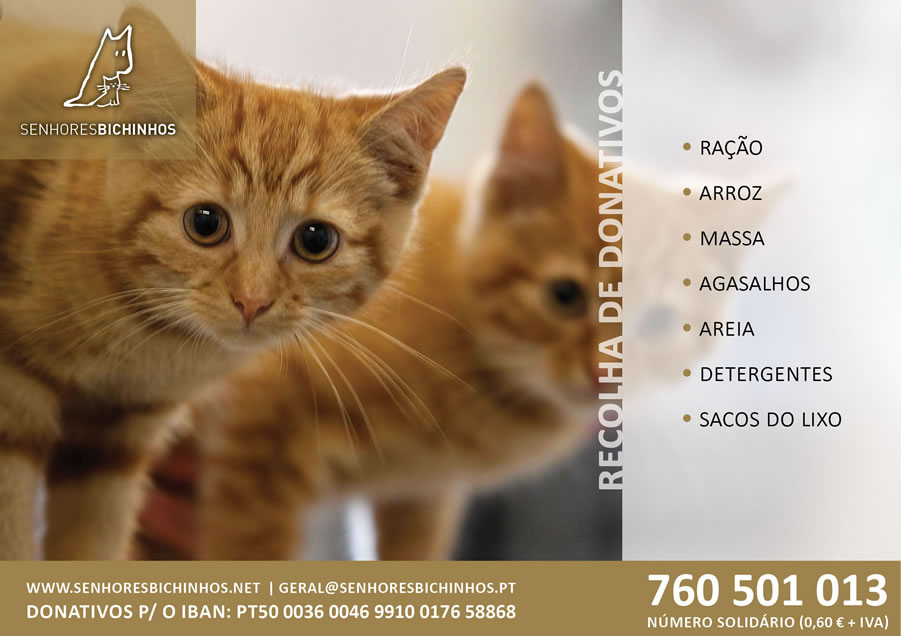 SENHORESBICHINHOS
RECOLHA DE DONATIVOS
• RAÇÃO
• ARROZ
• MASSA
• AGASALHOS
• AREIA
• DETERGENTES
• SACOS DO LIXO
WWW.SENHORESBICHINHOS.NET | GERAL@SENHORESBICHINHOS.PT
DONATIVOS P/ O IBAN: PT50 0036 0046 9910 0176 58868
760 501 013
NÚMERO SOLIDÁRIO (0,60 € + IVA)